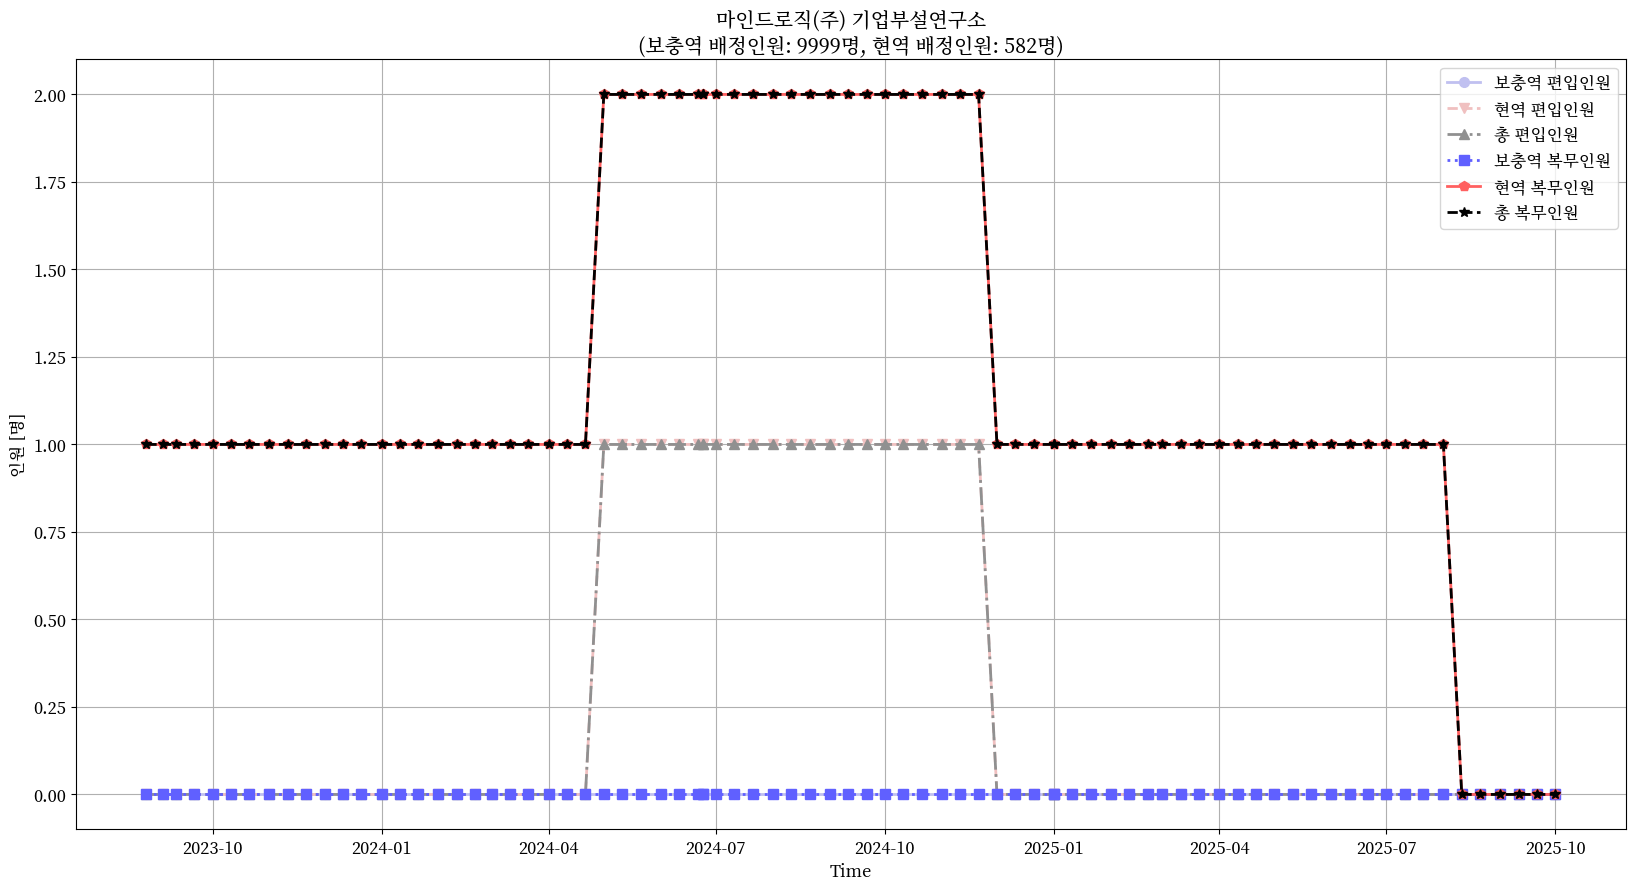 마인드로직(주) 기업부설연구소
(보충역 배정인원: 9999명, 현역 배정인원: 582명)
보충역 편입인원
현역 편입인원
총 편입인원
보충역 복무인원
현역 복무인원
총 복무인원
인원 [명]
2.00
1.75
1.50
1.25
1.00
0.75
0.50
0.25
0.00
2023-10
2024-01
2024-04
2024-07
2024-10
2025-01
2025-04
2025-07
2025-10
Time